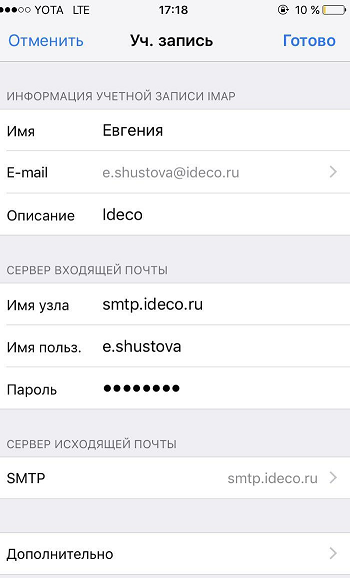 YOTA LTE 17:18 10 %
Отменить Уч. запись Готово
ИНФОРМАЦИЯ УЧЕТНОЙ ЗАПИСИ IMAP
Имя Евгения
E-mail e.shustova@ideco.ru
Описание Ideco
СЕРВЕР ВХОДЯЩЕЙ ПОЧТЫ
Имя узла smtp.ideco.ru
Имя польз. e.shustova
Пароль ●●●●●●●●
СЕРВЕР ИСХОДЯЩЕЙ ПОЧТЫ
SMTP smtp.ideco.ru
Дополнительно